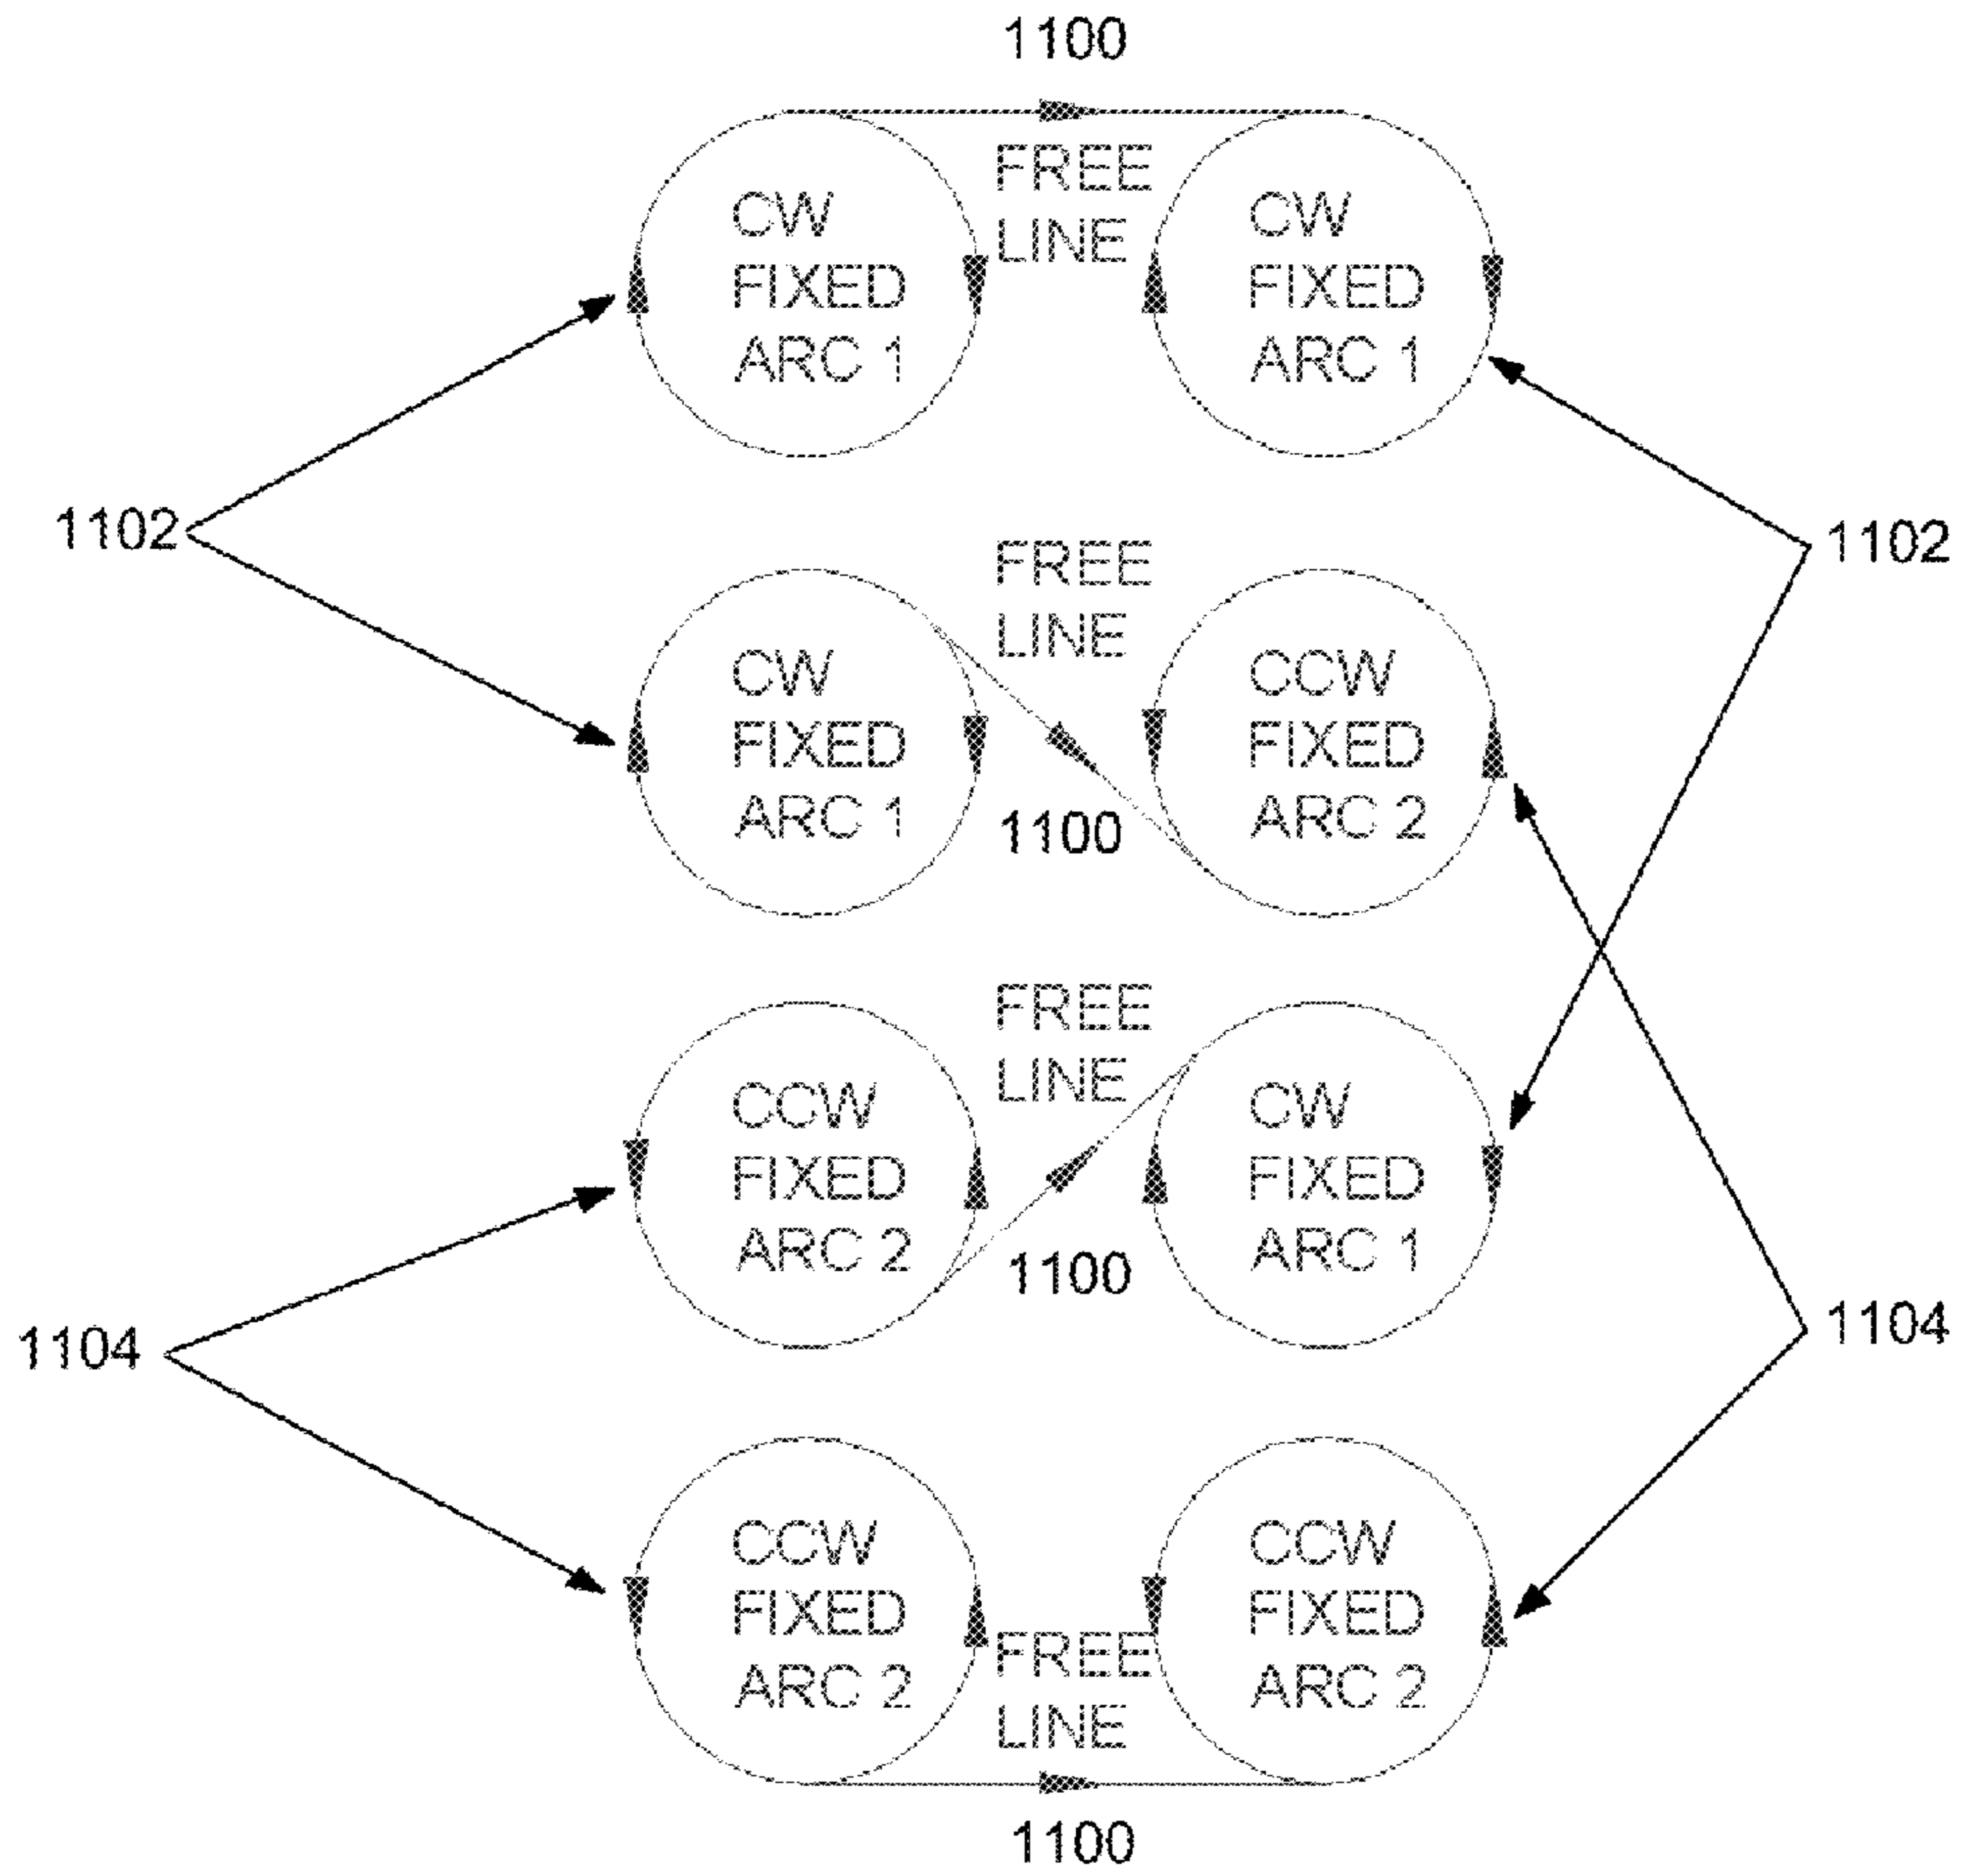 1100
FREE
LINE
CW
FIXED
ARC 1
CW
FIXED
ARC 1
1102
1102
FREE
LINE
CW
FIXED
ARC 1
CCW
FIXED
ARC 2
1100
FREE
LINE
CCW
FIXED
ARC 2
CW
FIXED
ARC 1
1100
1104
1104
CCW
FIXED
ARC 2
CCW
FIXED
ARC 2
FREE
LINE
1100